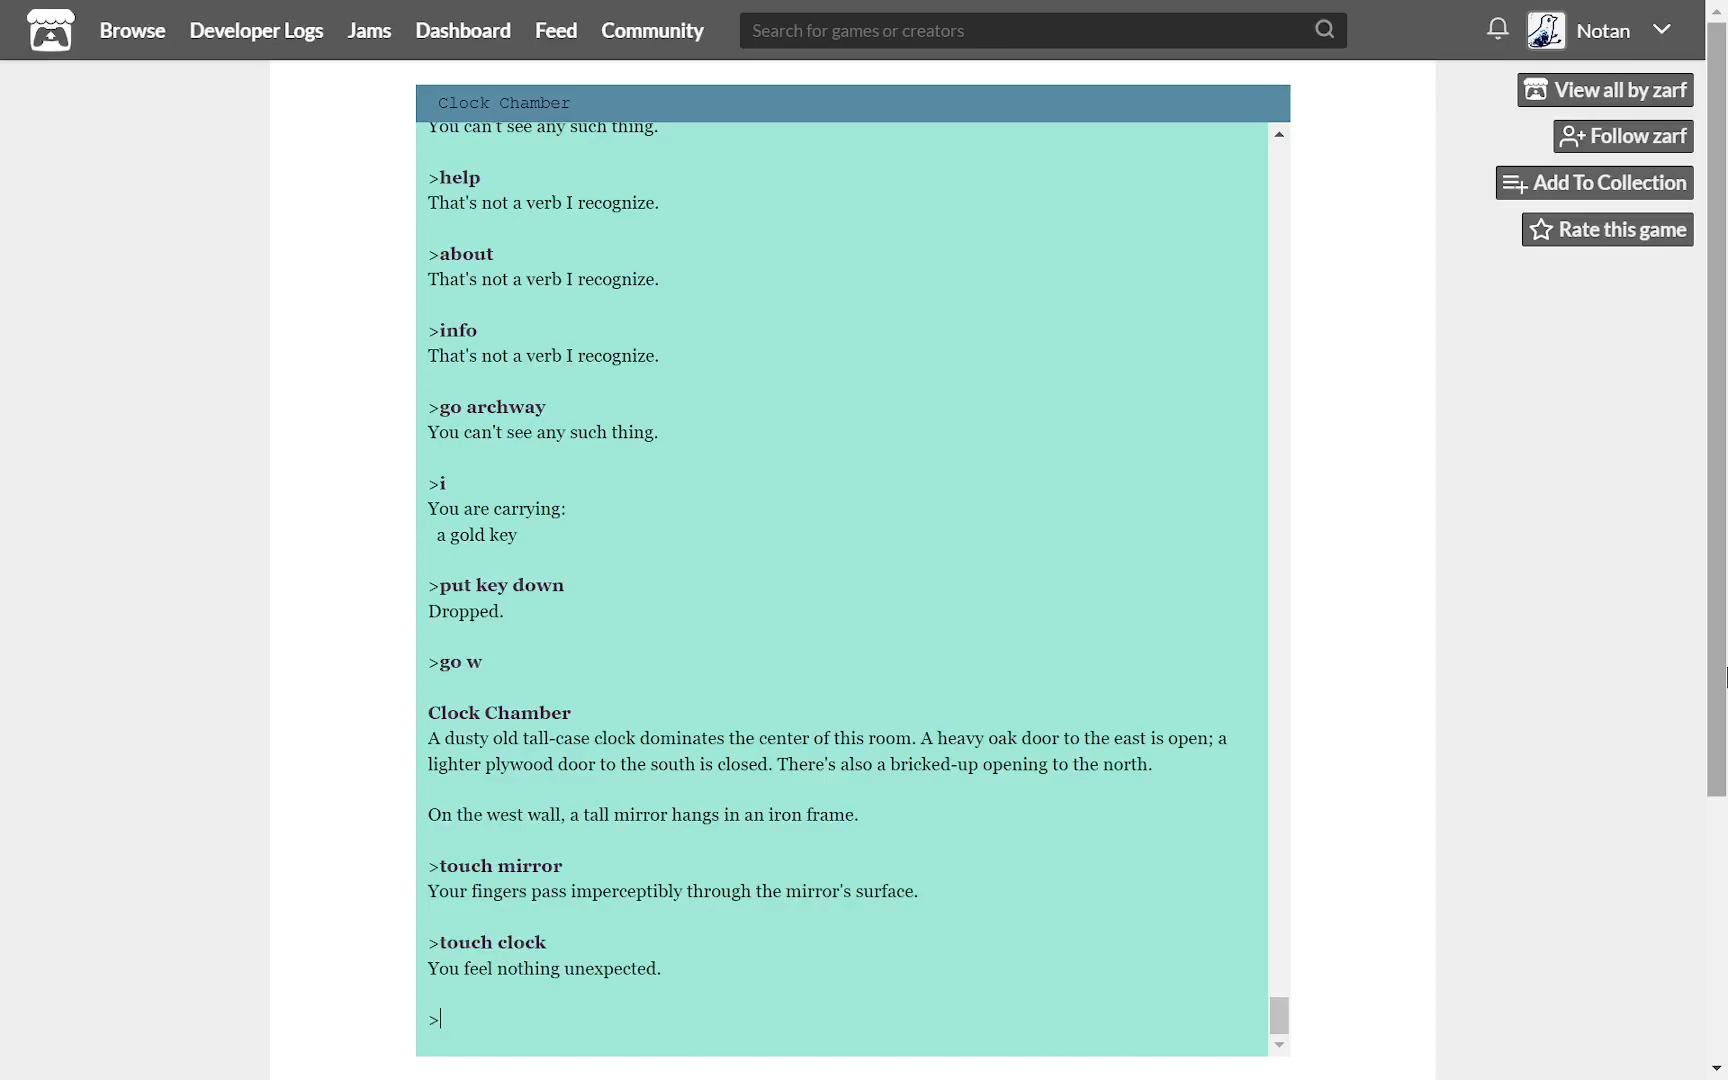 Browse Developer Logs Jams Dashboard Feed Community Search for games or creators Notan
View all by zarf
Follow zarf
Add To Collection
Rate this game
Clock Chamber
You can't see any such thing.
>help
That's not a verb I recognize.
>about
That's not a verb I recognize.
>info
That's not a verb I recognize.
>go archway
You can't see any such thing.
>i
You are carrying:
a gold key
>put key down
Dropped.
>go w
Clock Chamber
A dusty old tall-case clock dominates the center of this room. A heavy oak door to the east is open; a
lighter plywood door to the south is closed. There's also a bricked-up opening to the north.
On the west wall, a tall mirror hangs in an iron frame.
>touch mirror
Your fingers pass imperceptibly through the mirror's surface.
>touch clock
You feel nothing unexpected.
>